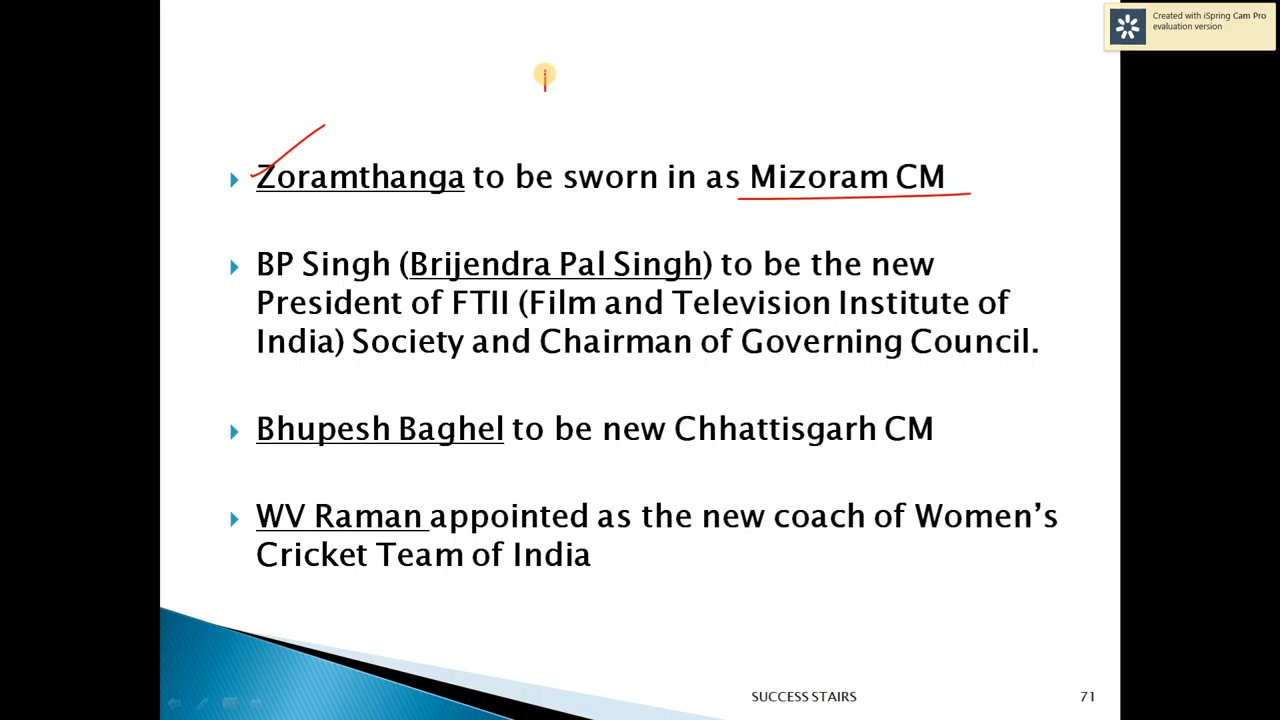 Created with iSpring Cam Pro
evaluation version
Zoramthanga to be sworn in as Mizoram CM
BP Singh (Brijendra Pal Singh) to be the new
President of FTII (Film and Television Institute of
India) Society and Chairman of Governing Council.
Bhupesh Baghel to be new Chhattisgarh CM
WV Raman appointed as the new coach of Women’s
Cricket Team of India
SUCCESS STAIRS
71